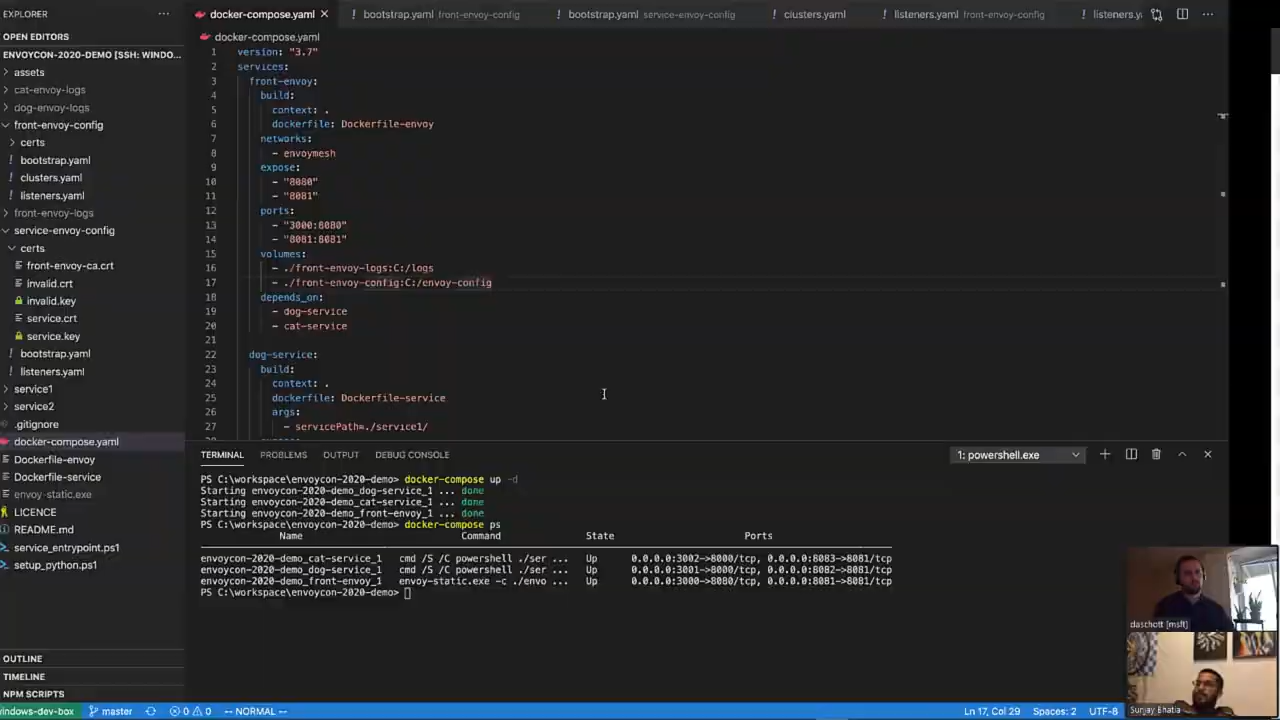 EXPLORER
···
docker-compose.yaml
bootstrap.yaml front-envoy-config
bootstrap.yaml service-envoy-config
clusters.yaml
listeners.yaml front-envoy-config
listeners.y
···
OPEN EDITORS
ENVOYCON-2020-DEMO [SSH: WINDO...
assets
cat-envoy-logs
dog-envoy-logs
front-envoy-config
certs
bootstrap.yaml
clusters.yaml
listeners.yaml
front-envoy-logs
service-envoy-config
certs
front-envoy-ca.crt
invalid.crt
invalid.key
service.crt
service.key
bootstrap.yaml
listeners.yaml
service1
service2
.gitignore
docker-compose.yaml
Dockerfile-envoy
Dockerfile-service
envoy-static.exe
LICENCE
README.md
service_entrypoint.ps1
setup_python.ps1
OUTLINE
TIMELINE
NPM SCRIPTS
docker-compose.yaml
1 version: "3.7"
2 services:
3 front-envoy:
4 build:
5 context: .
6 dockerfile: Dockerfile-envoy
7 networks:
8 - envoymesh
9 expose:
10 - "8080"
11 - "8081"
12 ports:
13 - "3000:8080"
14 - "8081:8081"
15 volumes:
16 - ./front-envoy-logs:C:/logs
17 - ./front-envoy-config:C:/envoy-config
18 depends_on:
19 - dog-service
20 - cat-service
21
22 dog-service:
23 build:
24 context: .
25 dockerfile: Dockerfile-service
26 args:
27 - servicePath=./service1/
TERMINAL PROBLEMS OUTPUT DEBUG CONSOLE
1: powershell.exe
PS C:\workspace\envoycon-2020-demo> docker-compose up -d
Starting envoycon-2020-demo_dog-service_1 ... done
Starting envoycon-2020-demo_cat-service_1 ... done
Starting envoycon-2020-demo_front-envoy_1 ... done
PS C:\workspace\envoycon-2020-demo> docker-compose ps
Name Command State Ports
envoycon-2020-demo_cat-service_1 cmd /S /C powershell ./ser ... Up 0.0.0.0:3002->8000/tcp, 0.0.0.0:8083->8081/tcp
envoycon-2020-demo_dog-service_1 cmd /S /C powershell ./ser ... Up 0.0.0.0:3001->8000/tcp, 0.0.0.0:8082->8081/tcp
envoycon-2020-demo_front-envoy_1 envoy-static.exe -c ./envo ... Up 0.0.0.0:3000->8080/tcp, 0.0.0.0:8081->8081/tcp
PS C:\workspace\envoycon-2020-demo>
daschott [msft]
Sunjay Bhatia
indows-dev-box master 0 0 -- NORMAL -- Ln 17, Col 29 Spaces: 2 UTF-8